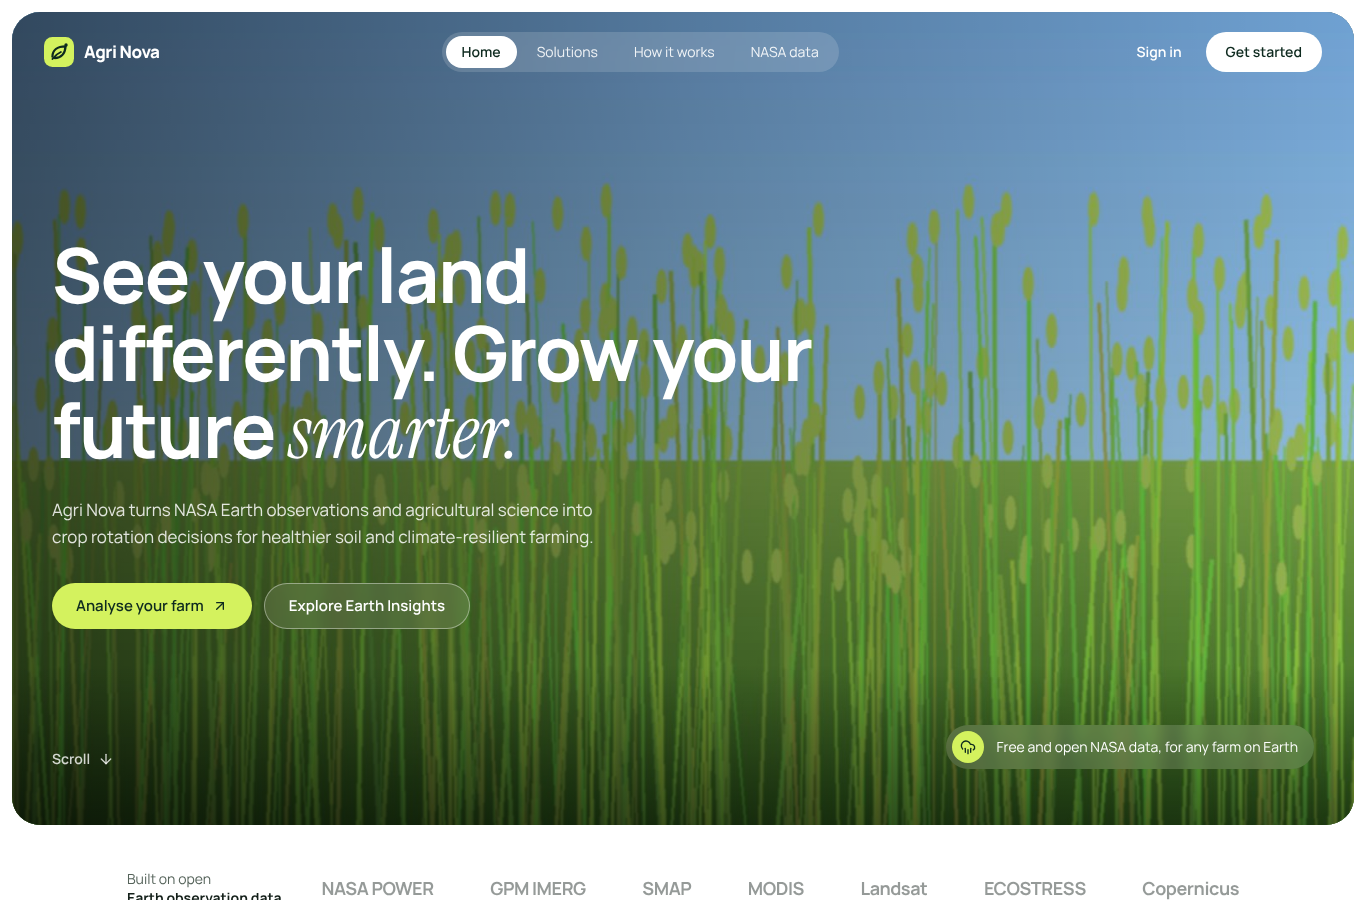 Agri Nova
Home
Solutions
How it works
NASA data
Sign in
Get started
See your land
differently. Grow your
future smarter.
Agri Nova turns NASA Earth observations and agricultural science into
crop rotation decisions for healthier soil and climate-resilient farming.
Analyse your farm
Explore Earth Insights
Scroll
Free and open NASA data, for any farm on Earth
Built on open
Earth observation data
NASA POWER
GPM IMERG
SMAP
MODIS
Landsat
ECOSTRESS
Copernicus